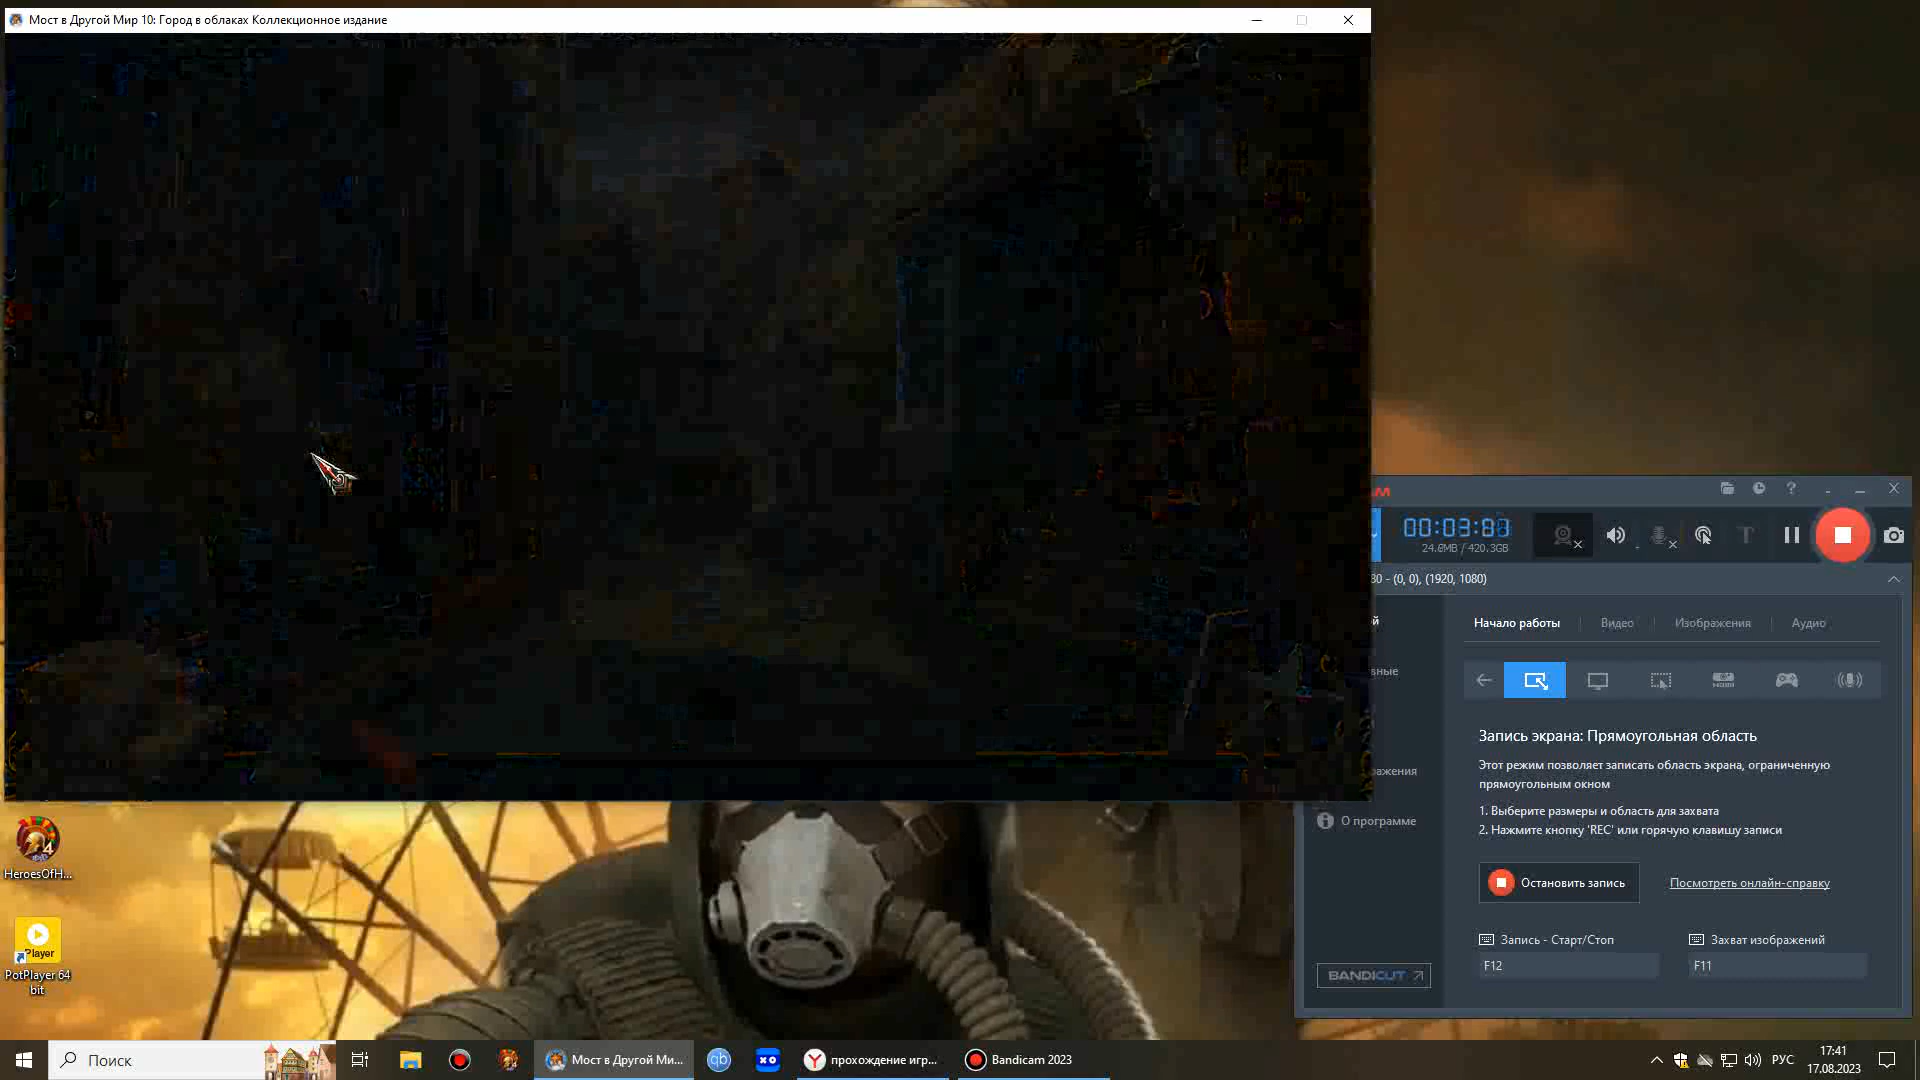 Мост в Другой Мир 10: Город в облаках Коллекционное издание
00:03:8
24.6MB / 420.3GB
30 - (0, 0), (1920, 1080)
Начало работы
Видео
Изображения
Аудио
Запись экрана: Прямоугольная область
Этот режим позволяет записать область экрана, ограниченную
прямоугольным окном
1. Выберите размеры и область для захвата
2. Нажмите кнопку 'REC' или горячую клавишу записи
О программе
Остановить запись
Посмотреть онлайн-справку
Запись - Старт/Стоп
Захват изображений
F12
F11
BANDICUT
HeroesOfH...
Player
PotPlayer 64
bit
Поиск
Мост в Другой Ми...
прохождение игр...
Bandicam 2023
РУС
17:41
17.08.2023